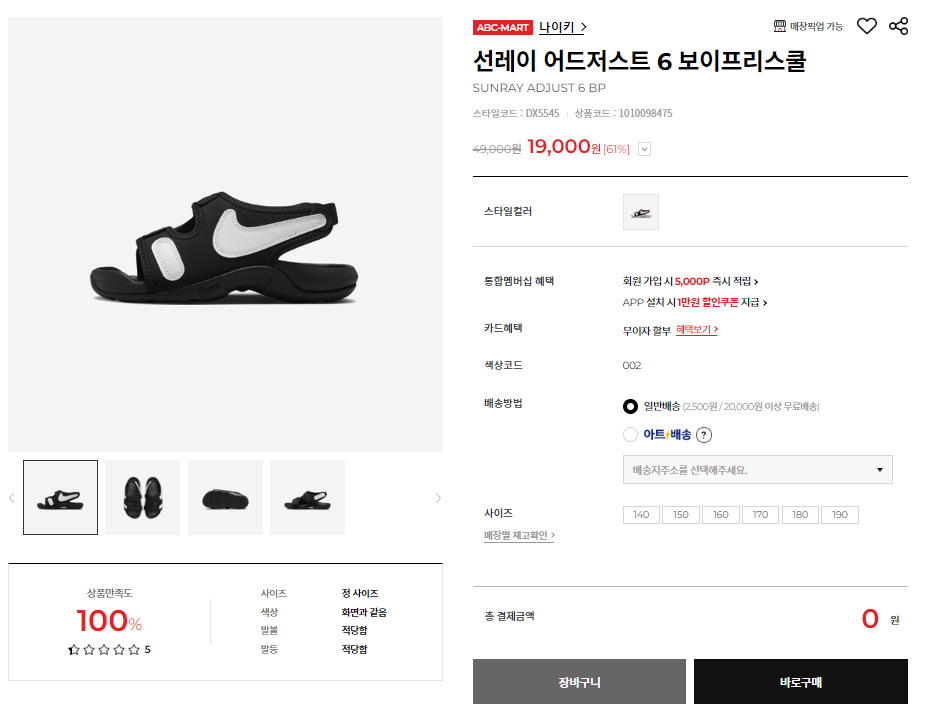 ABC-MART 나이키 >
매장픽업 가능
선레이 어드저스트 6 보이프리스쿨
SUNRAY ADJUST 6 BP
스타일코드 : DX5545 | 상품코드 : 1010098475
49,000원 19,000원 (61%)
스타일컬러
통합멤버십 혜택
회원 가입 시 5,000P 즉시 적립 >
APP 설치 시 1만원 할인쿠폰 지급 >
카드혜택
무이자 할부 혜택보기 >
색상코드
002
배송방법
일반배송 (2,500원 / 20,000원 이상 무료배송)
아트⚡배송 ?
배송지주소를 선택해주세요.
사이즈
140 150 160 170 180 190
매장별 재고확인 >
총 결제금액
0 원
장바구니
바로구매
상품만족도
100%
5
사이즈 정 사이즈
색상 화면과 같음
발볼 적당함
발등 적당함